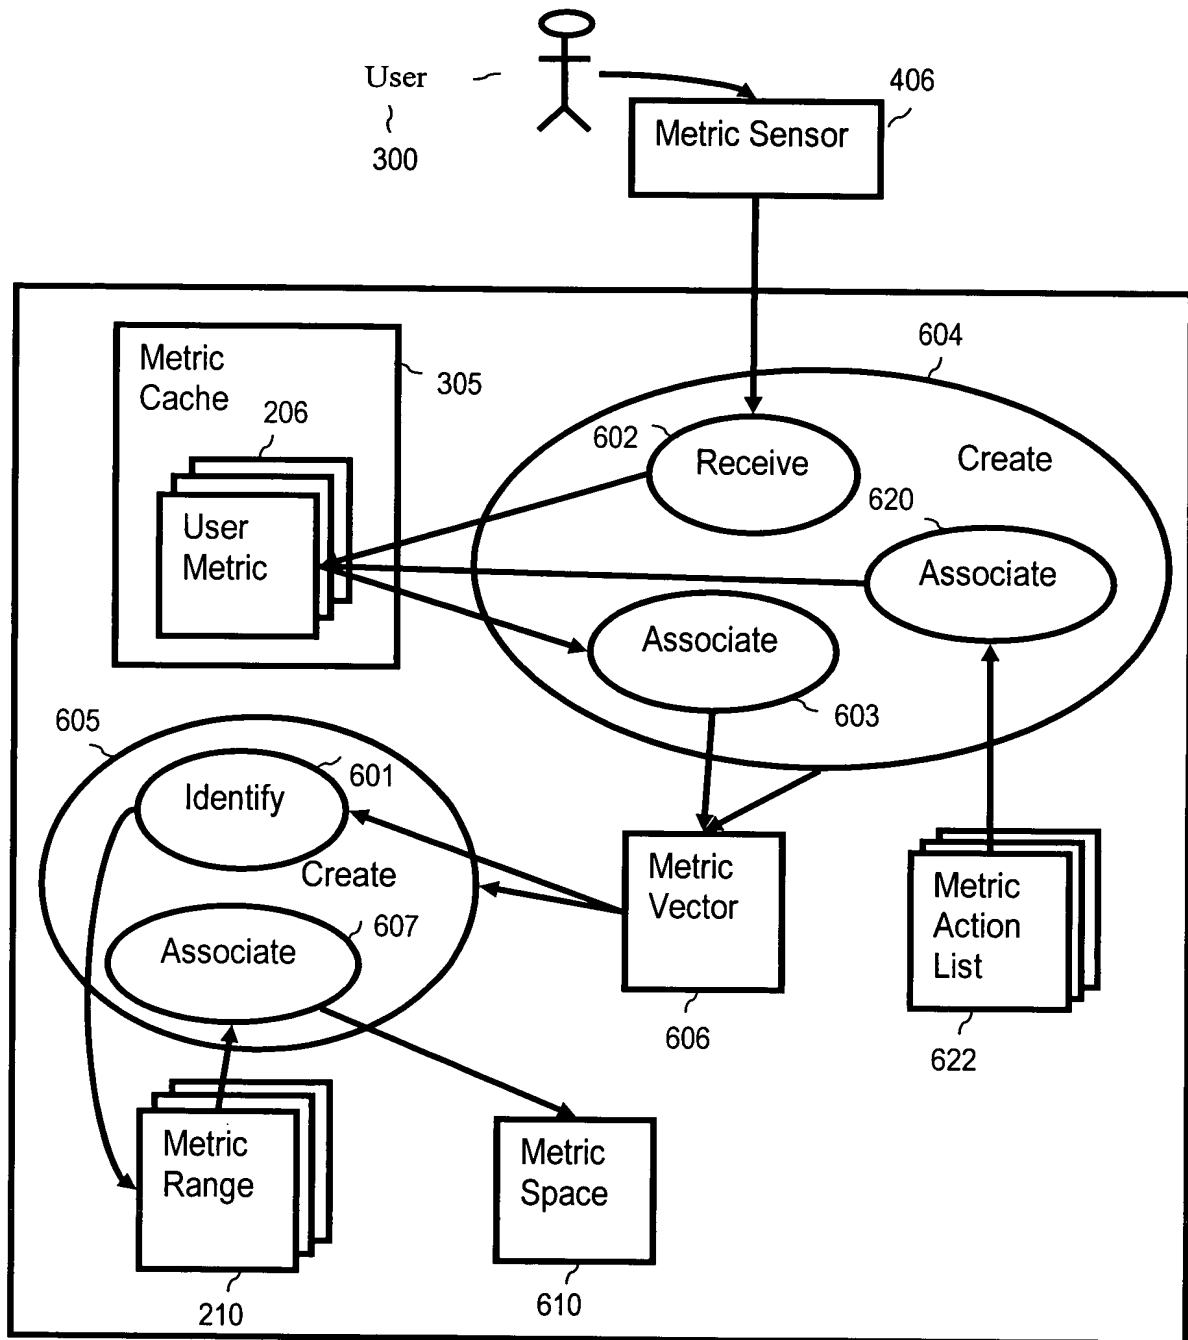 User
300
406
Metric Sensor
604
Metric
Cache
305
206
602
Receive
Create
620
User
Metric
Associate
Associate
603
605
601
Identify
Create
Metric
Vector
Metric
Action
List
607
Associate
606
622
Metric
Range
Metric
Space
210
610